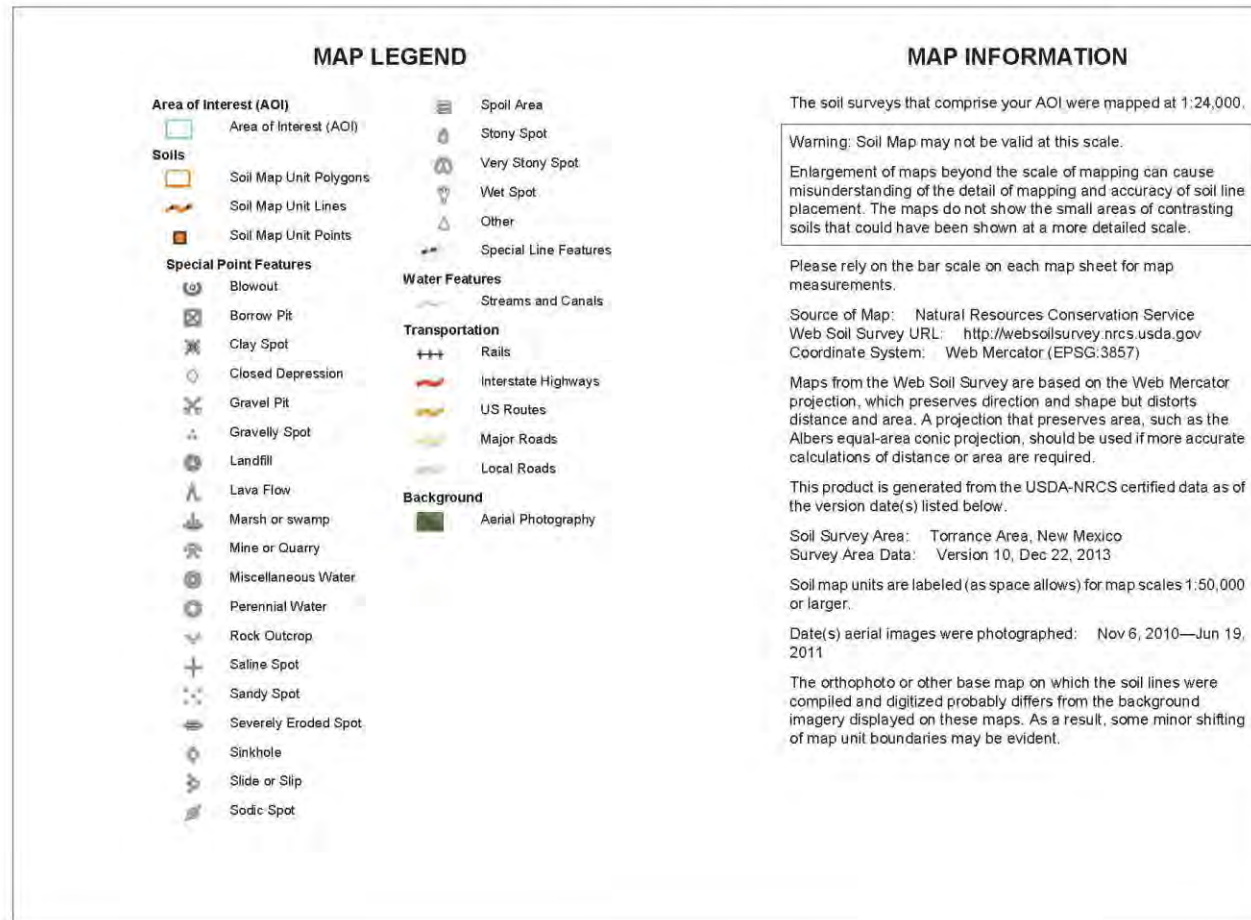 MAP LEGEND
Area of Interest (AOI)
Area of Interest (AOI)
Soils
Soil Map Unit Polygons
Soil Map Unit Lines
Soil Map Unit Points
Special Point Features
Blowout
Borrow Pit
Clay Spot
Closed Depression
Gravel Pit
Gravelly Spot
Landfill
Lava Flow
Marsh or swamp
Mine or Quarry
Miscellaneous Water
Perennial Water
Rock Outcrop
Saline Spot
Sandy Spot
Severely Eroded Spot
Sinkhole
Slide or Slip
Sodic Spot
Spoil Area
Stony Spot
Very Stony Spot
Wet Spot
Other
Special Line Features
Water Features
Streams and Canals
Transportation
Rails
Interstate Highways
US Routes
Major Roads
Local Roads
Background
Aerial Photography
MAP INFORMATION
The soil surveys that comprise your AOI were mapped at 1:24,000.
Warning: Soil Map may not be valid at this scale.
Enlargement of maps beyond the scale of mapping can cause
misunderstanding of the detail of mapping and accuracy of soil line
placement. The maps do not show the small areas of contrasting
soils that could have been shown at a more detailed scale.
Please rely on the bar scale on each map sheet for map
measurements.
Source of Map: Natural Resources Conservation Service
Web Soil Survey URL: http://websoilsurvey.nrcs.usda.gov
Coordinate System: Web Mercator (EPSG:3857)
Maps from the Web Soil Survey are based on the Web Mercator
projection, which preserves direction and shape but distorts
distance and area. A projection that preserves area, such as the
Albers equal-area conic projection, should be used if more accurate
calculations of distance or area are required.
This product is generated from the USDA-NRCS certified data as of
the version date(s) listed below.
Soil Survey Area: Torrance Area, New Mexico
Survey Area Data: Version 10, Dec 22, 2013
Soil map units are labeled (as space allows) for map scales 1:50,000
or larger.
Date(s) aerial images were photographed: Nov 6, 2010—Jun 19,
2011
The orthophoto or other base map on which the soil lines were
compiled and digitized probably differs from the background
imagery displayed on these maps. As a result, some minor shifting
of map unit boundaries may be evident.